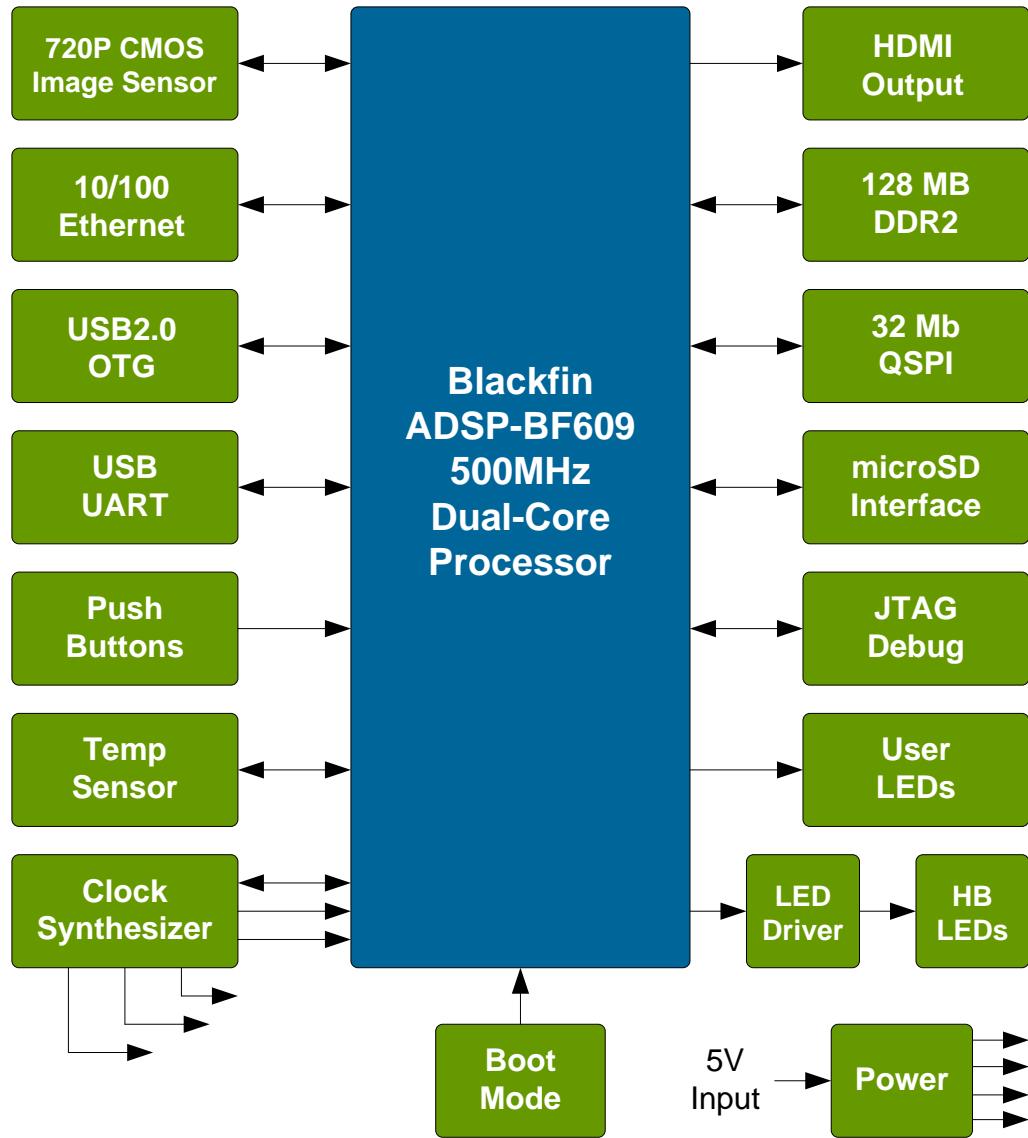 720P CMOS
Image Sensor
10/100
Ethernet
USB2.0
OTG
USB
UART
Push
Buttons
Temp
Sensor
Clock
Synthesizer
Blackfin
ADSP-BF609
500MHz
Dual-Core
Processor
Boot
Mode
HDMI
Output
128 MB
DDR2
32 Mb
QSPI
microSD
Interface
JTAG
Debug
User
LEDs
LED
Driver
HB
LEDs
5V
Input
Power